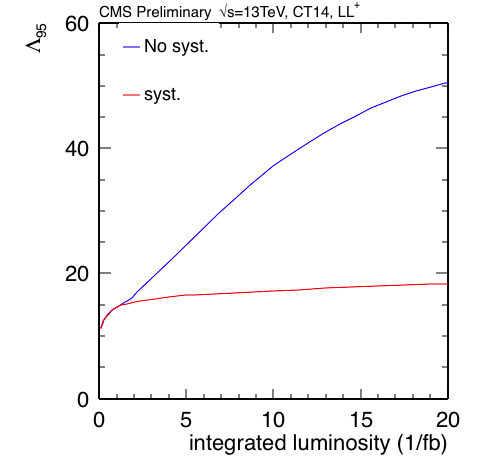 CMS Preliminary √s=13TeV, CT14, LL+
Λ95
60
No syst.
syst.
40
20
0
0 5 10 15 20
integrated luminosity (1/fb)